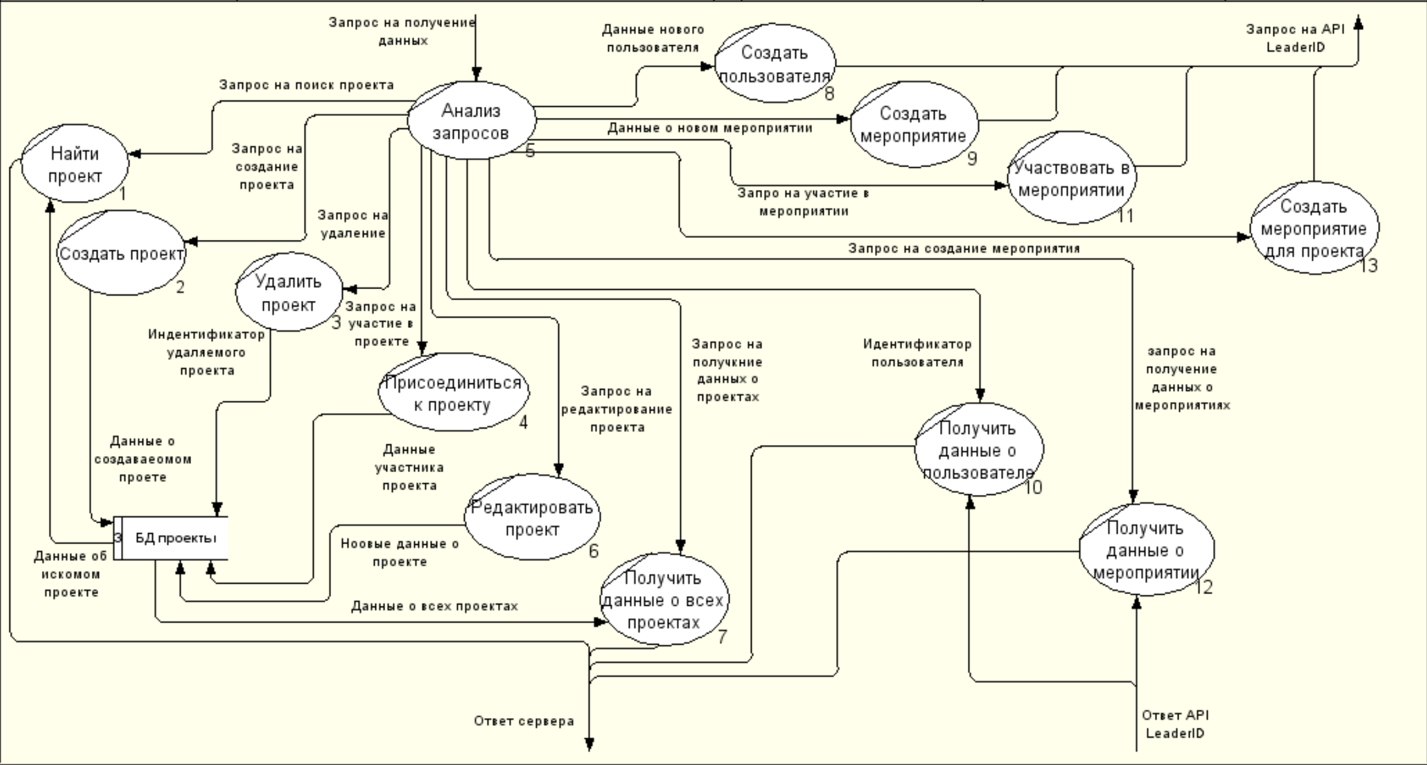 Запрос на получение
данных
Данные нового
пользователя
Создать
пользователя
8
Запрос на API
LeaderID
Запрос на поиск проекта
Анализ
запросов
5
Данные о новом мероприятии
Создать
мероприятие
9
Найти
проект
1
Запрос на
создание
проекта
Участвовать в
мероприятии
11
Запро на участие в
мероприятии
Создать
мероприятие
для проекта
13
Запрос на
удаление
Запрос на создание мероприятия
Создать проект
2
Удалить
проект
3
Запрос на
участие в
проекте
Индентификатор
удаляемого
проекта
Запрос на
получкние
данных о
проектах
Идентификатор
пользователя
запрос на
получение
данных о
мероприятиях
Присоединиться
к проекту
4
Запрос на
редактирование
проекта
Данные о
создаваеомом
проете
Данные
участника
проекта
Получить
данные о
пользователе
10
Редактировать
проект
6
3
БД проекты
Ноовые данные о
проекте
Данные об
искомом
проекте
Получить
данные о
мероприятии
12
Данные о всех проектах
Получить
данные о всех
проектах
7
Ответ сервера
Ответ API
LeaderID